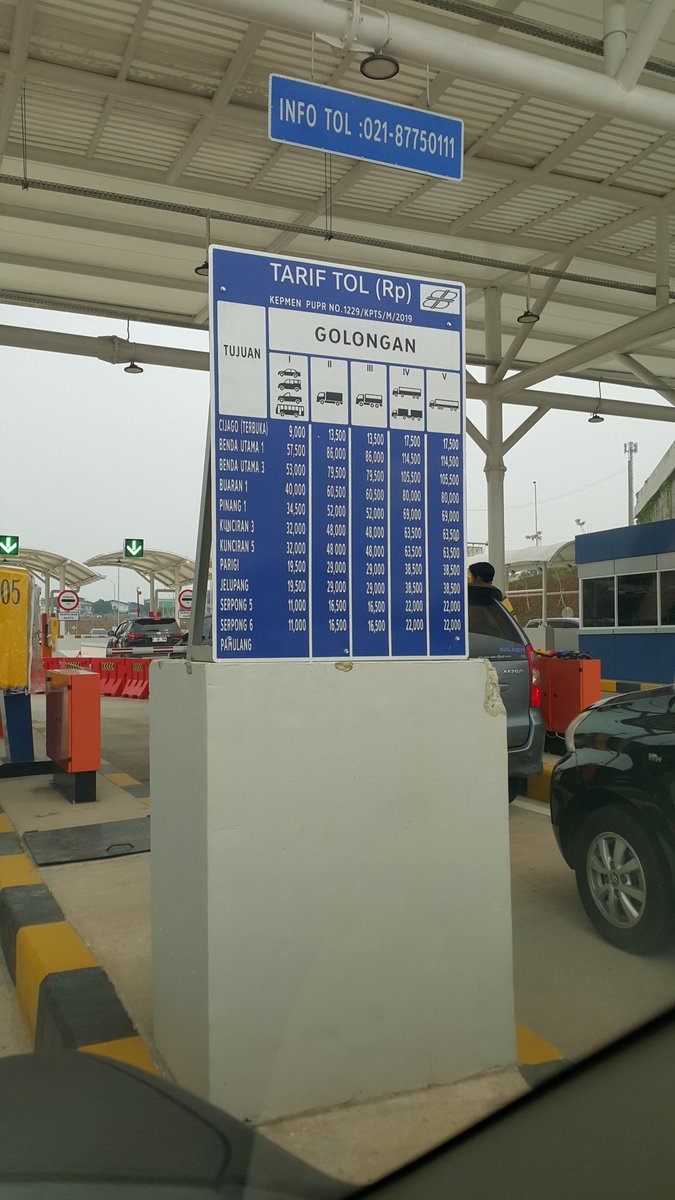 INFO TOL :021-87750111
TARIF TOL (Rp)
KEPMEN PUPR NO.1229/KPTS/M/2019
TUJUAN GOLONGAN
I II III IV V
CIJAGO (TERBUKA) 9,000 13,500 13,500 17,500 17,500
BENDA UTAMA 1 57,500 86,000 86,000 114,500 114,500
BENDA UTAMA 3 53,000 79,500 79,500 105,500 105,500
BUARAN 1 40,000 60,500 60,500 80,000 80,000
PINANG 1 34,500 52,000 52,000 69,000 69,000
KUNCIRAN 3 32,000 48,000 48,000 63,500 63,500
KUNCIRAN 5 32,000 48,000 48,000 63,500 63,500
PARIGI 19,500 29,000 29,000 38,500 38,500
JELUPANG 19,500 29,000 29,000 38,500 38,500
SERPONG 5 11,000 16,500 16,500 22,000 22,000
SERPONG 6 11,000 16,500 16,500 22,000 22,000
PAMULANG
05